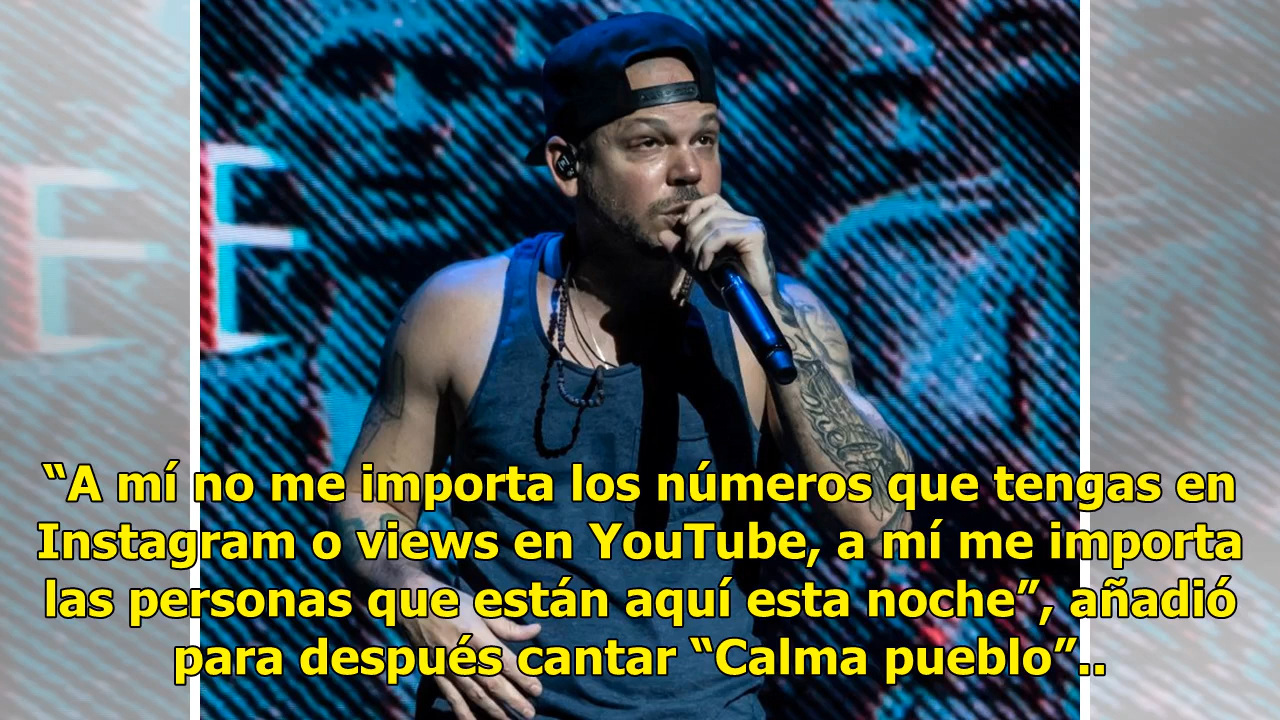 “A mí no me importa los números que tengas en
Instagram o views en YouTube, a mí me importa
las personas que están aquí esta noche”, añadió
para después cantar “Calma pueblo”..